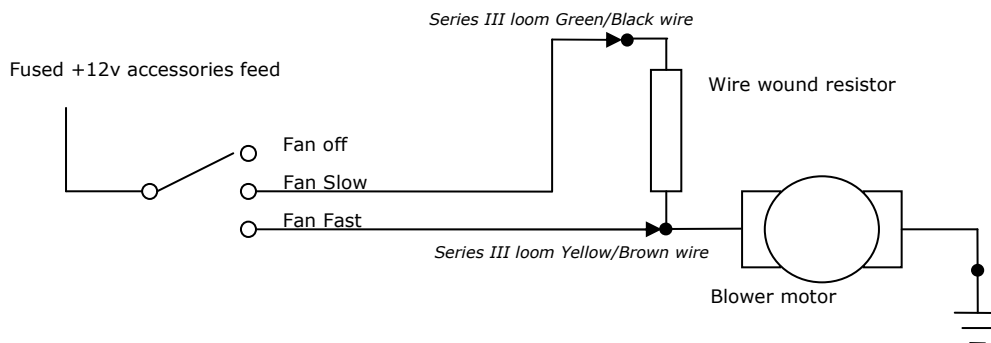 Series III loom Green/Black wire
Fused +12v accessories feed
Wire wound resistor
Fan off
Fan Slow
Fan Fast
Series III loom Yellow/Brown wire
Blower motor